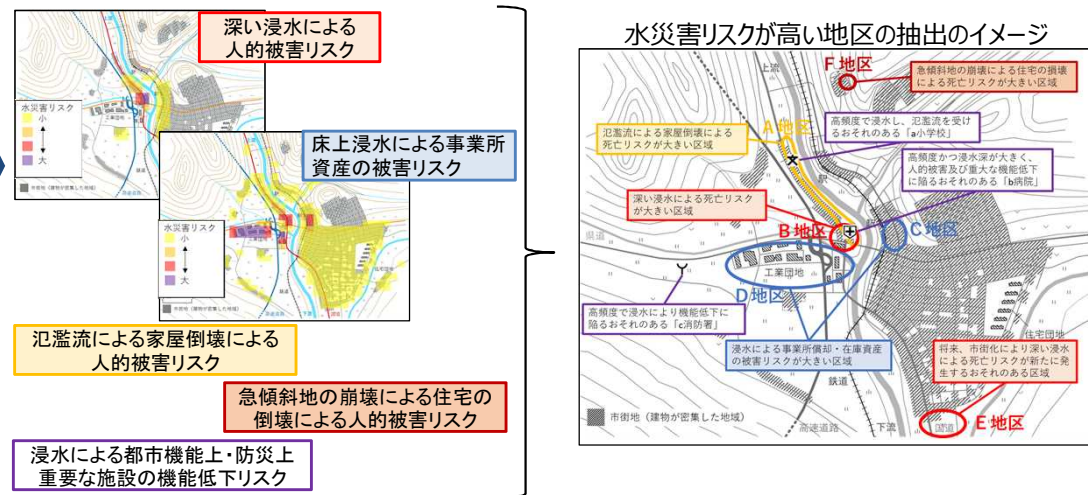 深い浸水による
人的被害リスク
水災害リスク
小
大
工業団地
市街地（建物が密集した地域）
床上浸水による事業所
資産の被害リスク
水災害リスク
小
大
工業団地
住宅団地
市街地（建物が密集した地域）
氾濫流による家屋倒壊による
人的被害リスク
急傾斜地の崩壊による住宅の
倒壊による人的被害リスク
浸水による都市機能上・防災上
重要な施設の機能低下リスク
水災害リスクが高い地区の抽出のイメージ
上流
F地区
急傾斜地の崩壊による住宅の損壊
による死亡リスクが大きい区域
氾濫流による家屋倒壊による
死亡リスクが大きい区域
A地区
高頻度で浸水し、氾濫流を受け
るおそれのある「a小学校」
駅
高頻度かつ浸水深が大きく、
人的被害及び重大な機能低下
に陥るおそれのある「b病院」
深い浸水による死亡リスク
が大きい区域
県道
B地区
C地区
工業団地
D地区
高頻度で浸水により機能低下に
陥るおそれのある「c消防署」
浸水による事業所償却・在庫資産
の被害リスクが大きい区域
住宅団地
将来、市街化により深い浸水
による死亡リスクが新たに発
生するおそれのある区域
鉄道
市街地（建物が密集した地域）
高速道路
下流
国道
E地区